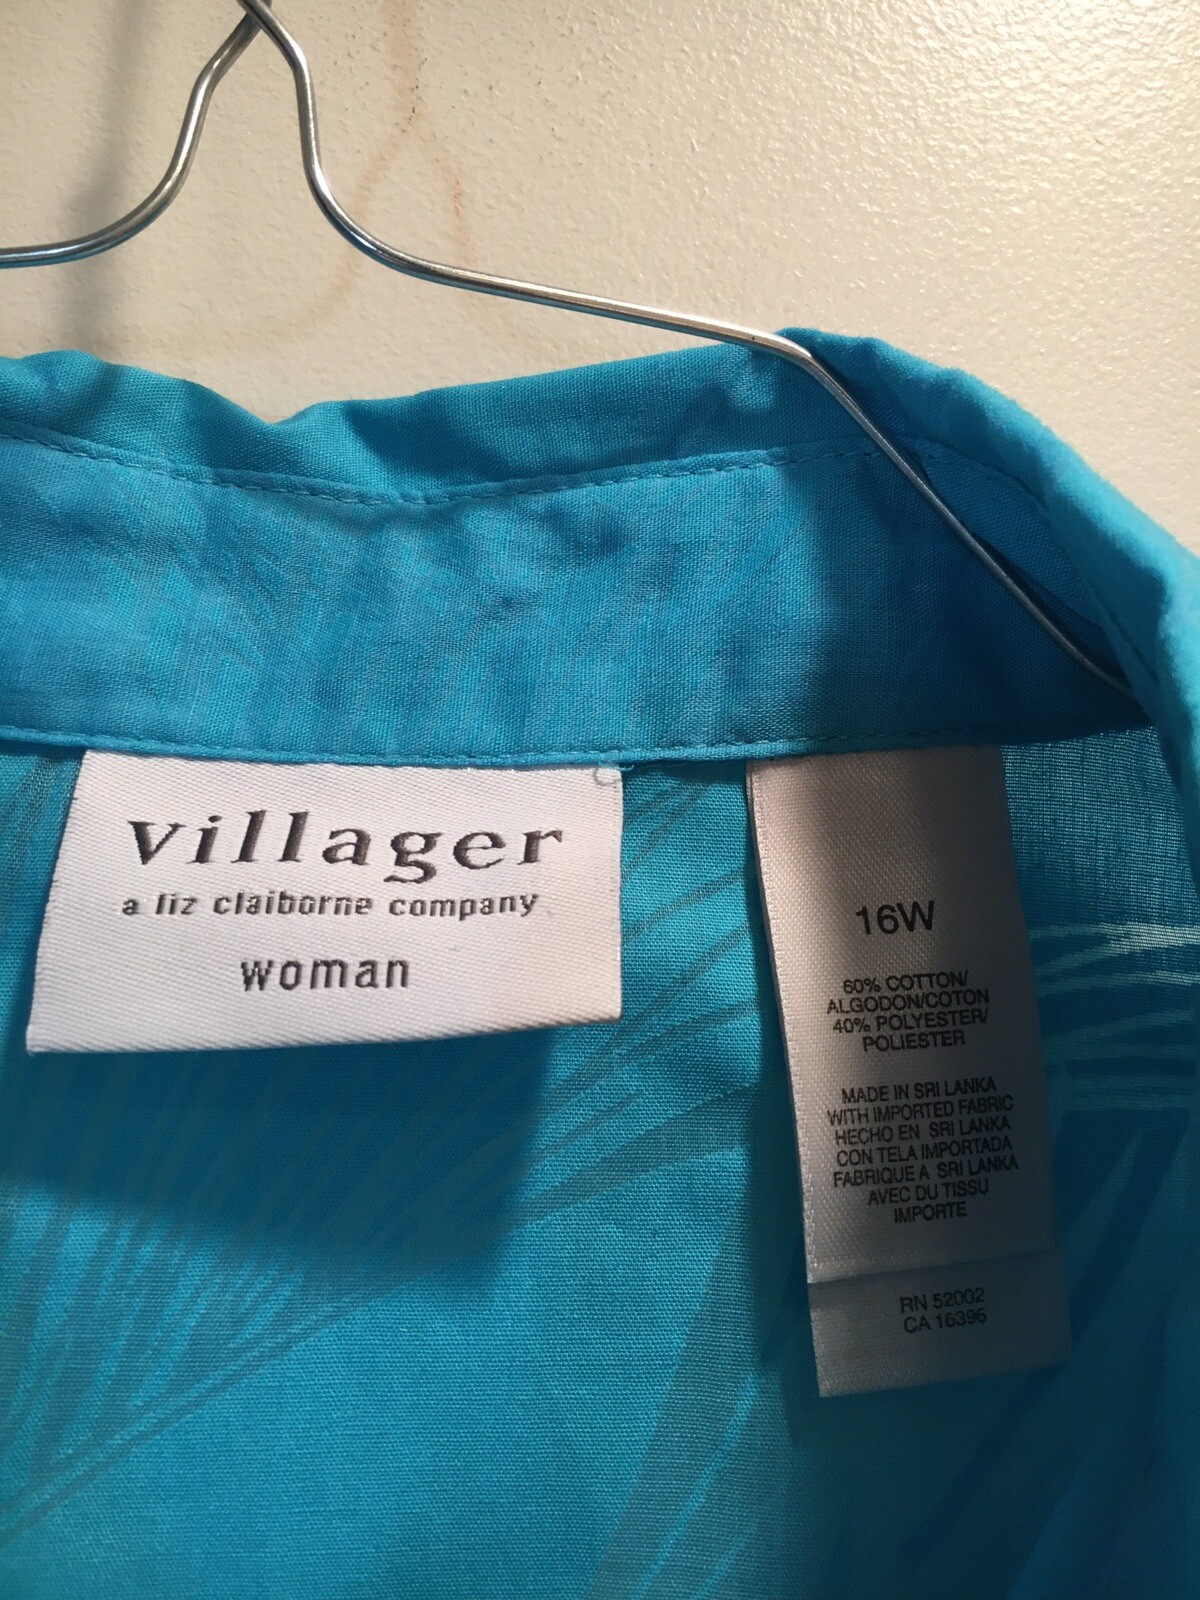 villager
a liz claiborne company
woman
16W
60% COTTON/
ALGODON/COTON
40% POLYESTER/
POLIESTER
MADE IN SRI LANKA
WITH IMPORTED FABRIC
HECHO EN SRI LANKA
CON TELA IMPORTADA
FABRIQUE A SRI LANKA
AVEC DU TISSU
IMPORTE
RN 52002
CA 16396